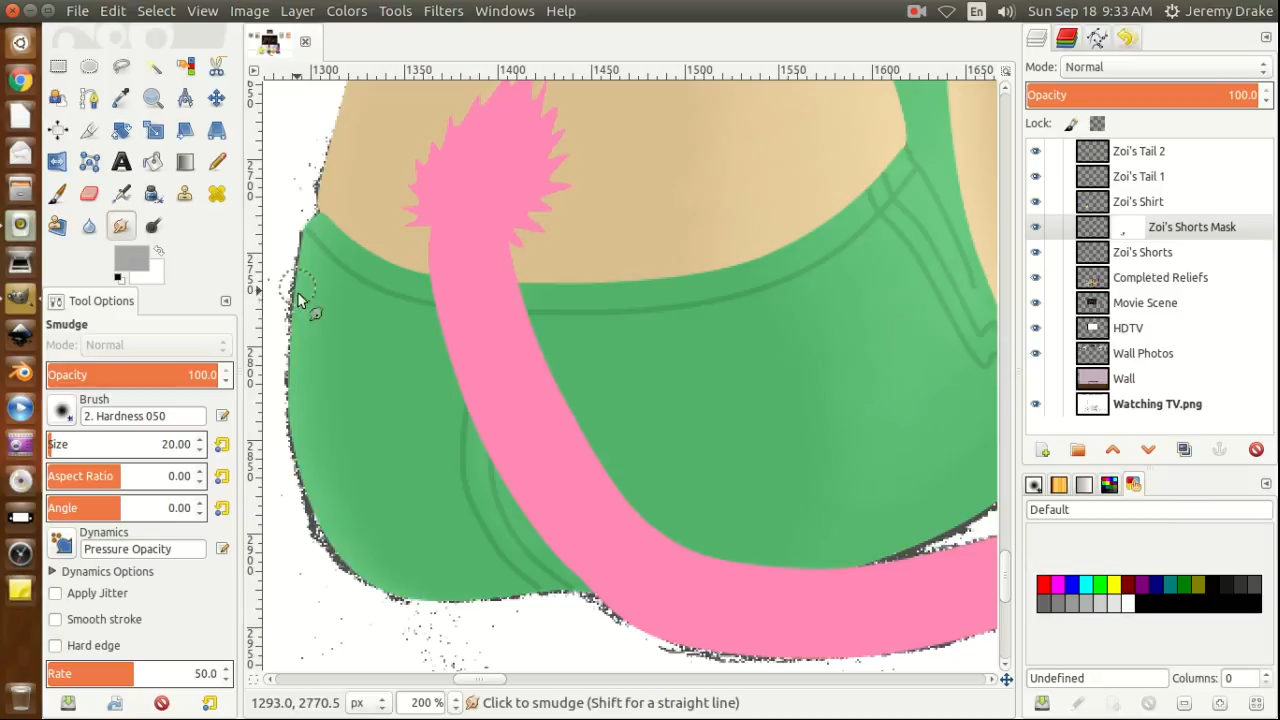 File Edit Select View Image Layer Colors Tools Filters Windows Help
En
Sun Sep 18 9:33 AM
Jeremy Drake
1300 1350 1400 1450 1500 1550 1600 1650
Tool Options
Smudge
Mode: Normal
Opacity 100.0
Brush
2. Hardness 050
Size 20.00
Aspect Ratio 0.00
Angle 0.00
Dynamics
Pressure Opacity
Dynamics Options
Apply Jitter
Smooth stroke
Hard edge
Rate 50.0
1293.0, 2770.5 px 200 % Click to smudge (Shift for a straight line)
Mode: Normal
Opacity 100.0
Lock:
Zoi's Tail 2
Zoi's Tail 1
Zoi's Shirt
Zoi's Shorts Mask
Zoi's Shorts
Completed Reliefs
Movie Scene
HDTV
Wall Photos
Wall
Watching TV.png
Default
Undefined
Columns: 0